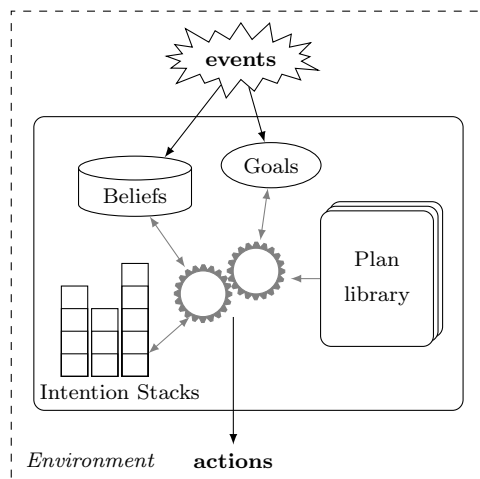 events
Beliefs
Goals
Plan
library
Intention Stacks
Environment
actions